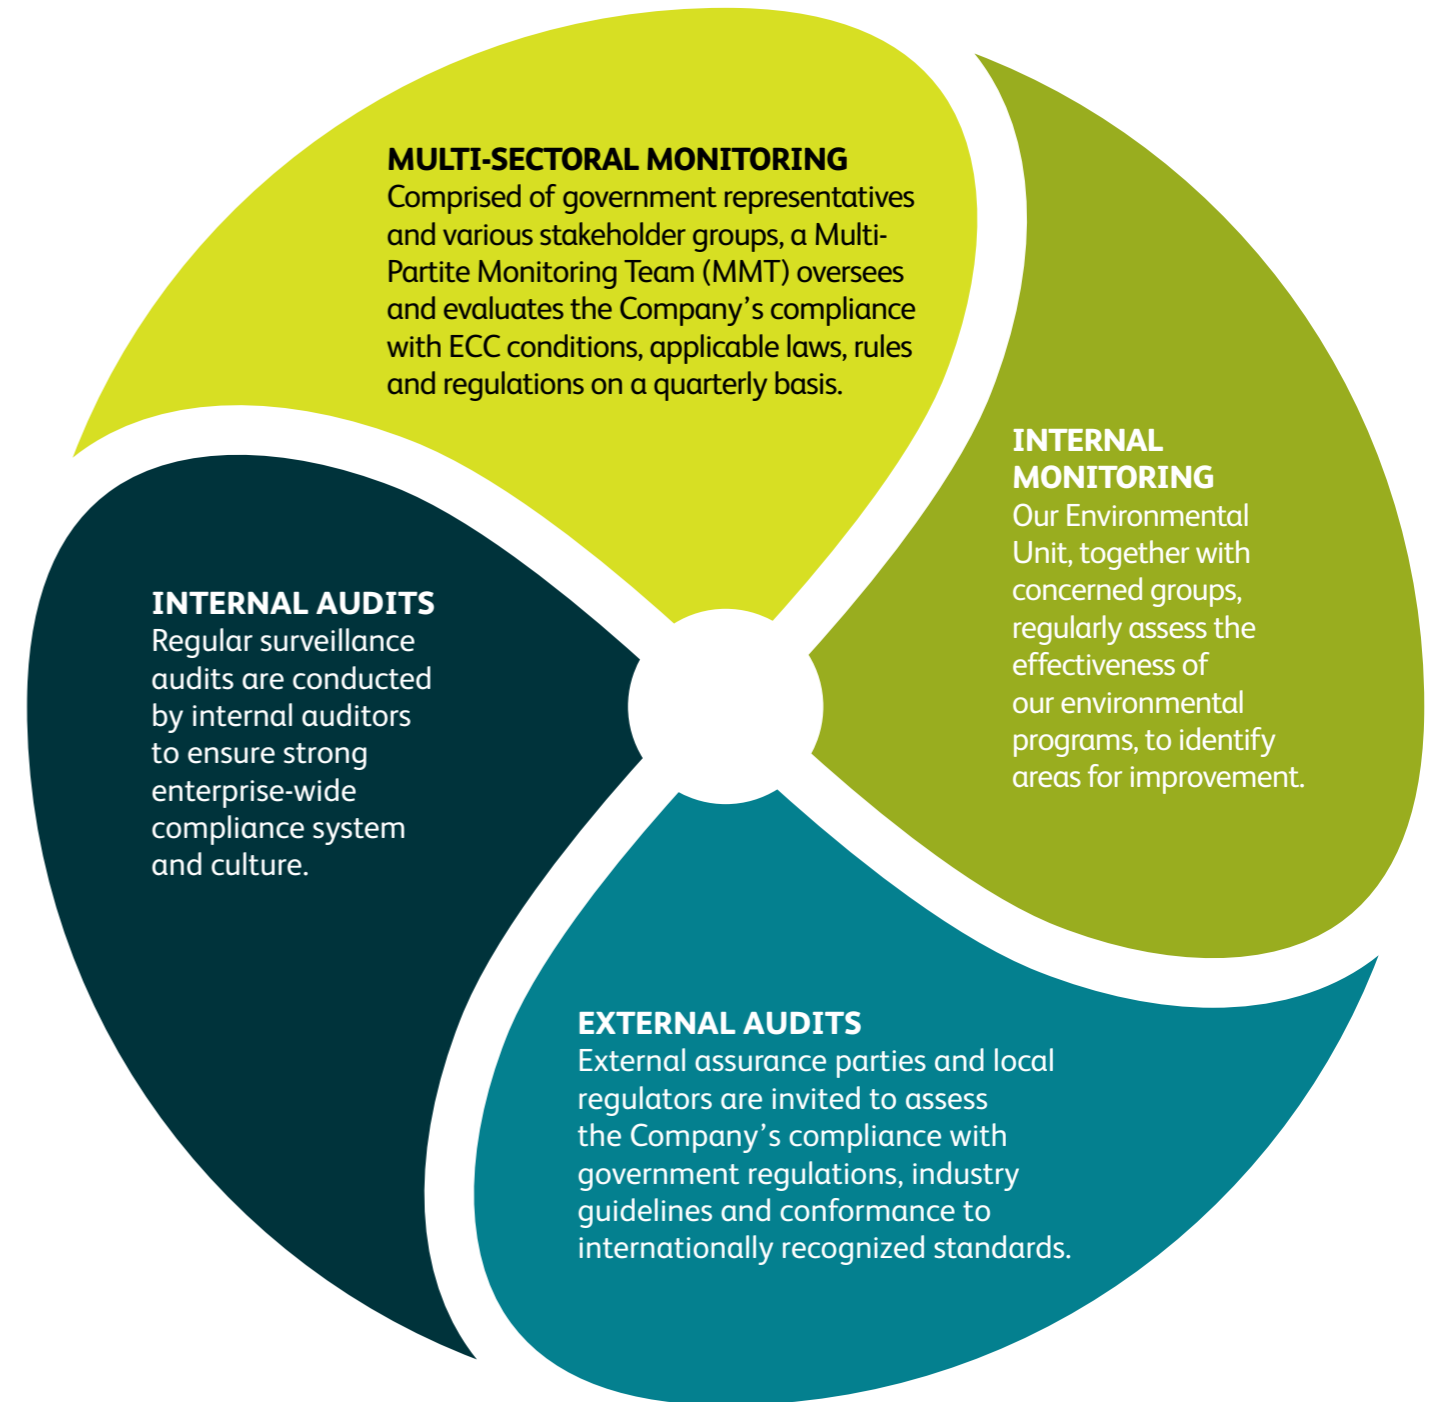 MULTI-SECTORAL MONITORING
Comprised of government representatives
and various stakeholder groups, a Multi-
Partite Monitoring Team (MMT) oversees
and evaluates the Company's compliance
with ECC conditions, applicable laws, rules
and regulations on a quarterly basis.
INTERNAL
MONITORING
Our Environmental
Unit, together with
concerned groups,
regularly assess the
effectiveness of
our environmental
programs, to identify
areas for improvement.
INTERNAL AUDITS
Regular surveillance
audits are conducted
by internal auditors
to ensure strong
enterprise-wide
compliance system
and culture.
EXTERNAL AUDITS
External assurance parties and local
regulators are invited to assess
the Company's compliance with
government regulations, industry
guidelines and conformance to
internationally recognized standards.